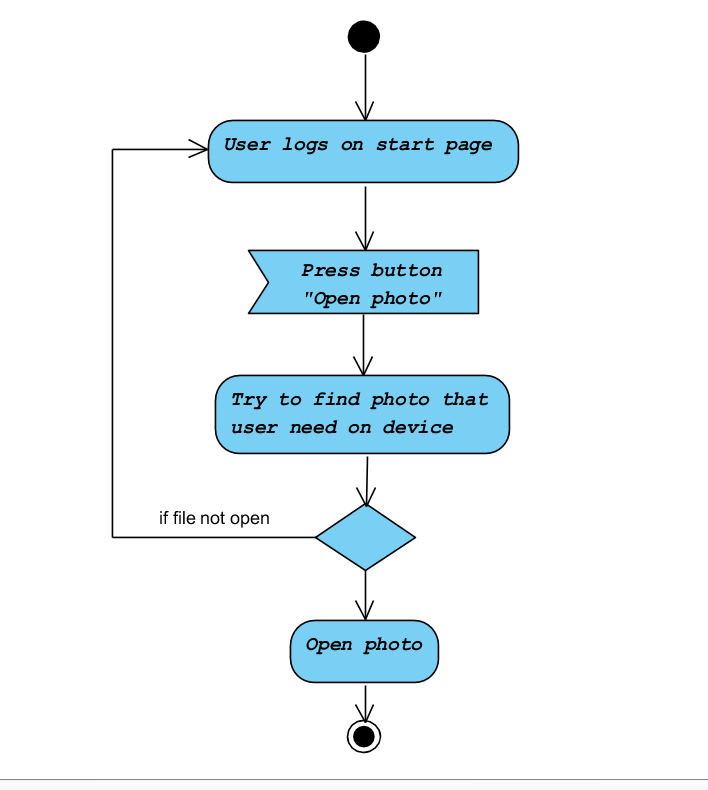 User logs on start page
Press button
"Open photo"
Try to find photo that
user need on device
if file not open
Open photo